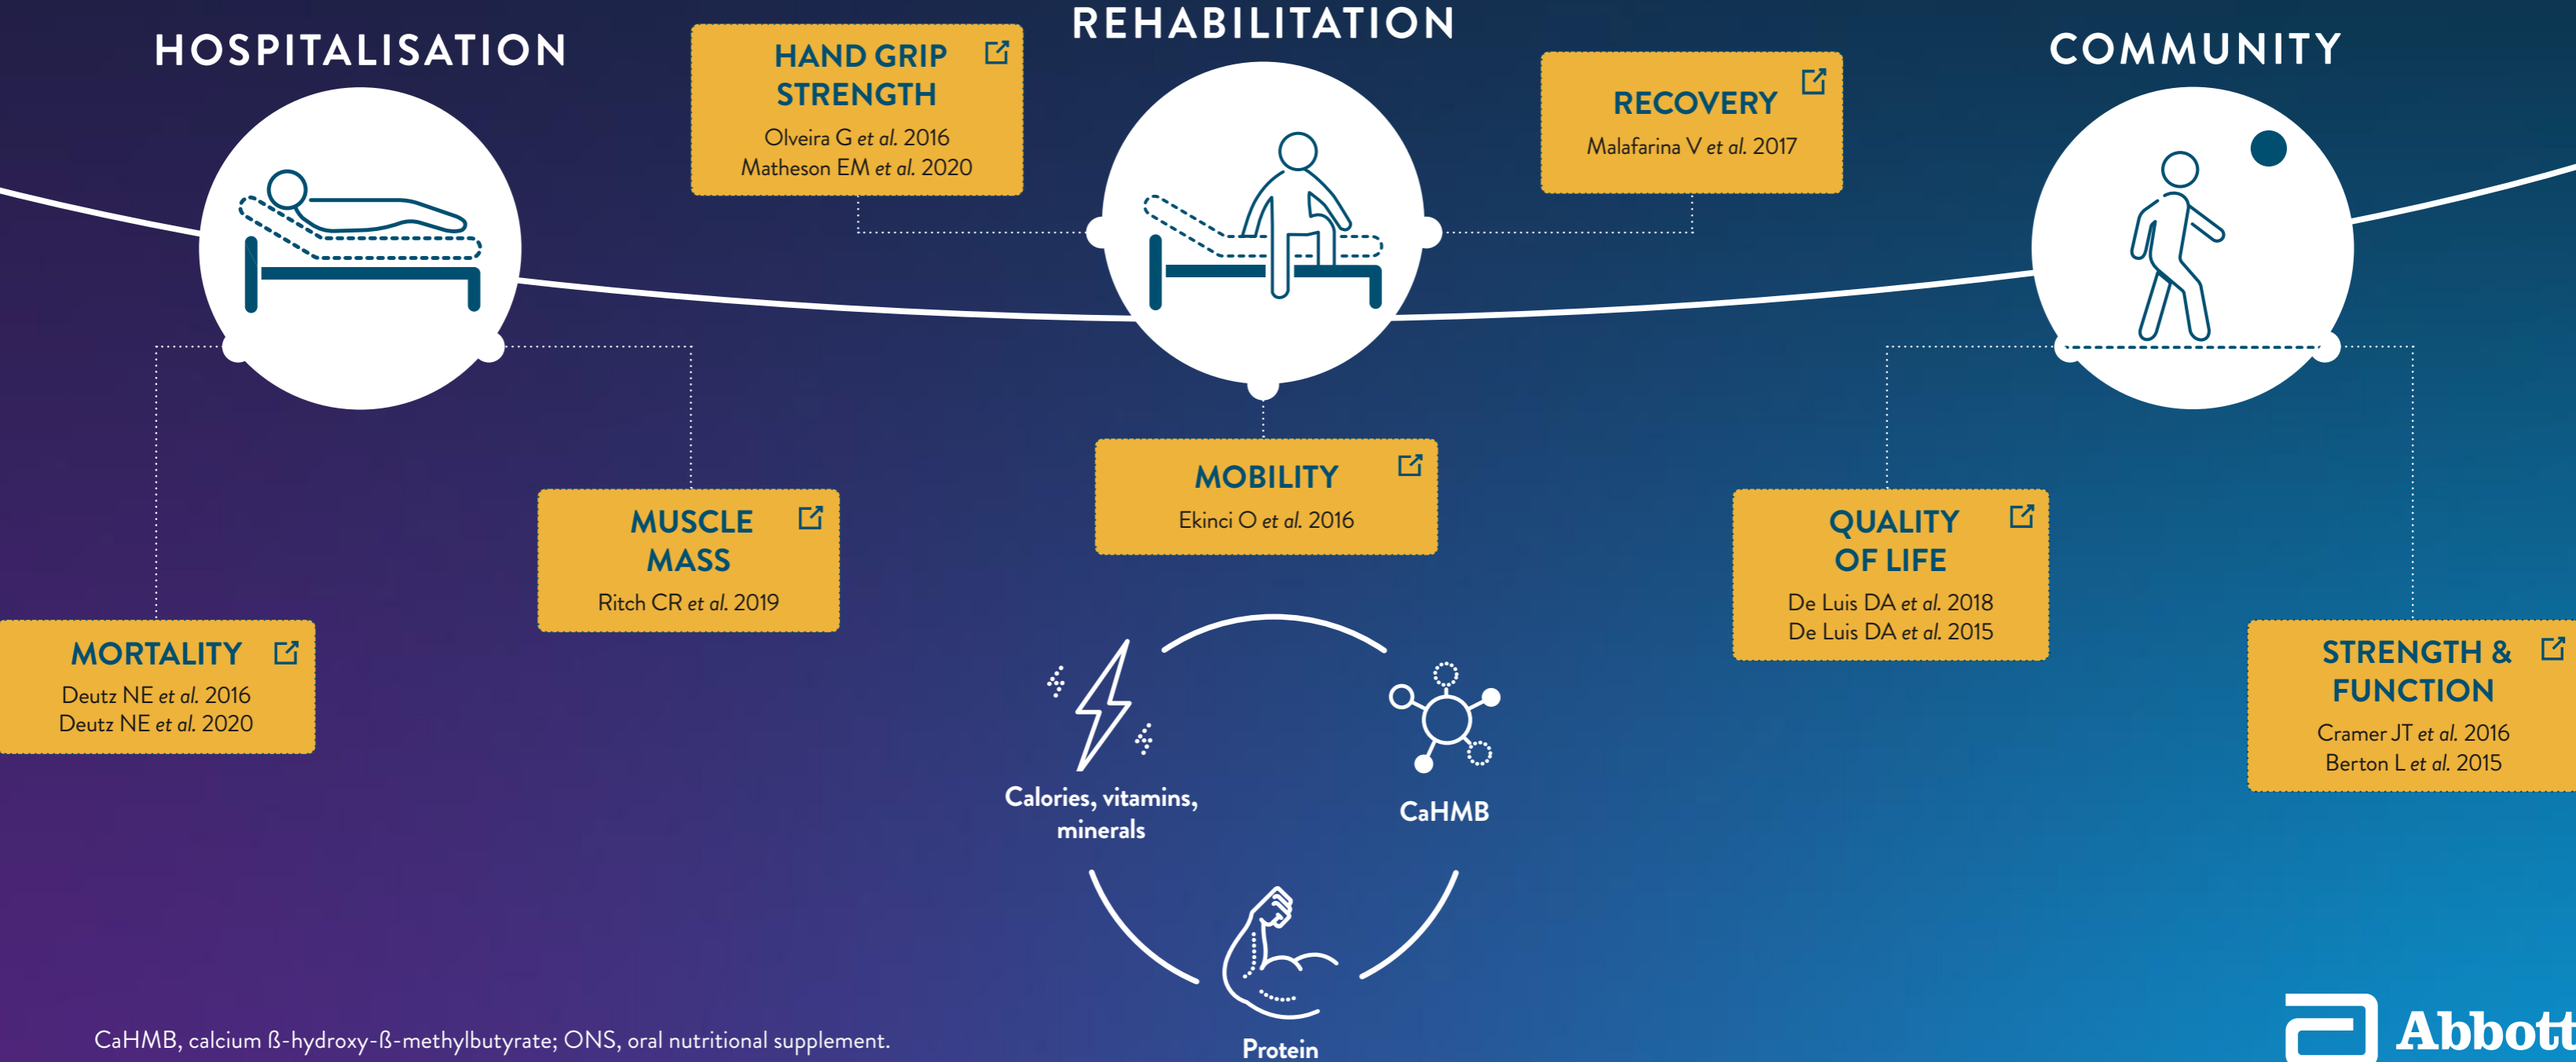 HOSPITALISATION
REHABILITATION
COMMUNITY
HAND GRIP
STRENGTH
Olveira G et al. 2016
Matheson EM et al. 2020
RECOVERY
Malafarina V et al. 2017
MOBILITY
Ekinci O et al. 2016
MUSCLE
MASS
Ritch CR et al. 2019
MORTALITY
Deutz NE et al. 2016
Deutz NE et al. 2020
QUALITY
OF LIFE
De Luis DA et al. 2018
De Luis DA et al. 2015
STRENGTH &
FUNCTION
Cramer JT et al. 2016
Berton L et al. 2015
Calories, vitamins,
minerals
CaHMB
Protein
CaHMB, calcium ß-hydroxy-ß-methylbutyrate; ONS, oral nutritional supplement.
Abbott